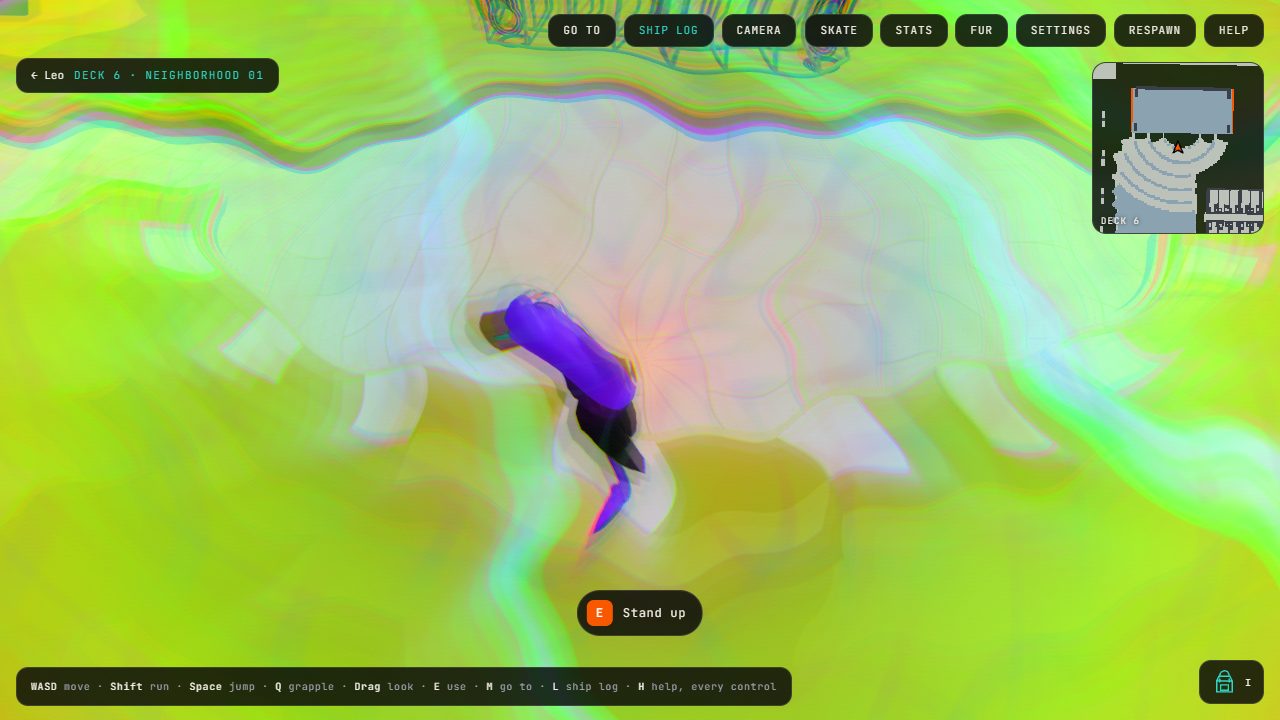 GO TO
SHIP LOG
CAMERA
SKATE
STATS
FUR
SETTINGS
RESPAWN
HELP
← Leo DECK 6 · NEIGHBORHOOD 01
DECK 6
E Stand up
WASD move · Shift run · Space jump · Q grapple · Drag look · E use · M go to · L ship log · H help, every control
I